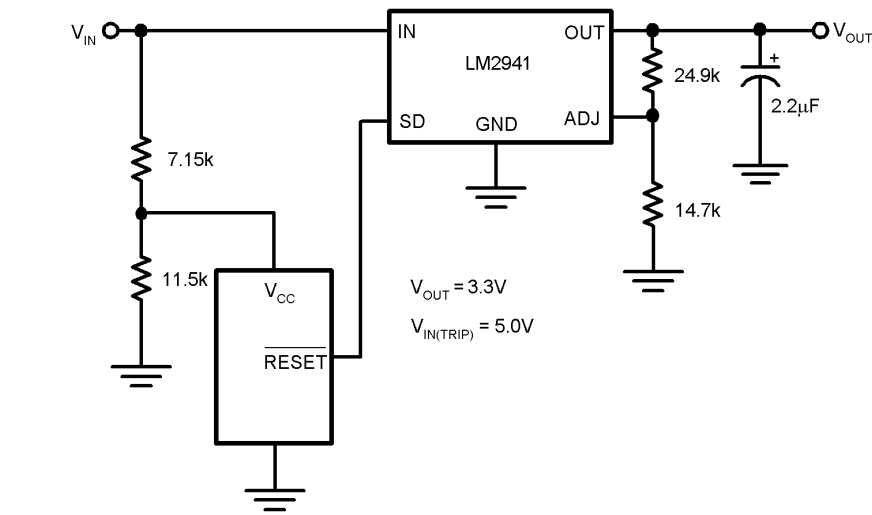 VIN
IN
OUT
VOUT
LM2941
24.9k
+
2.2μF
SD
GND
ADJ
7.15k
14.7k
11.5k
VCC
VOUT = 3.3V
VIN(TRIP) = 5.0V
RESET